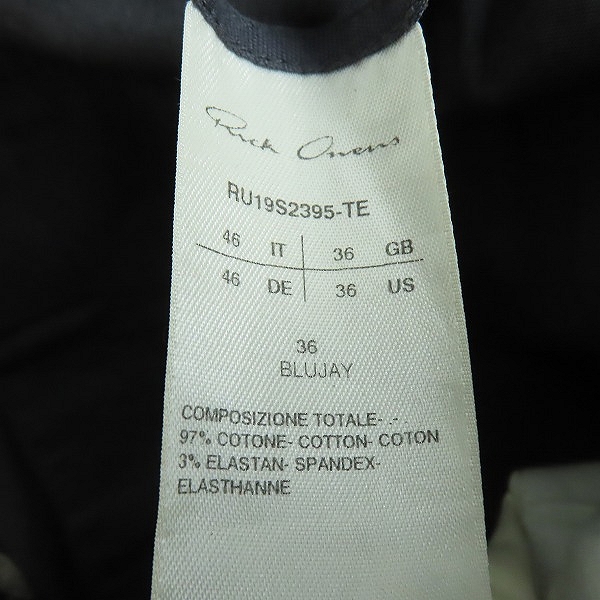 Rick Owens
RU19S2395-TE
46 IT 36 GB
46 DE 36 US
36
BLUJAY
COMPOSIZIONE TOTALE- .-
97% COTONE- COTTON- COTON
3% ELASTAN- SPANDEX-
ELASTHANNE